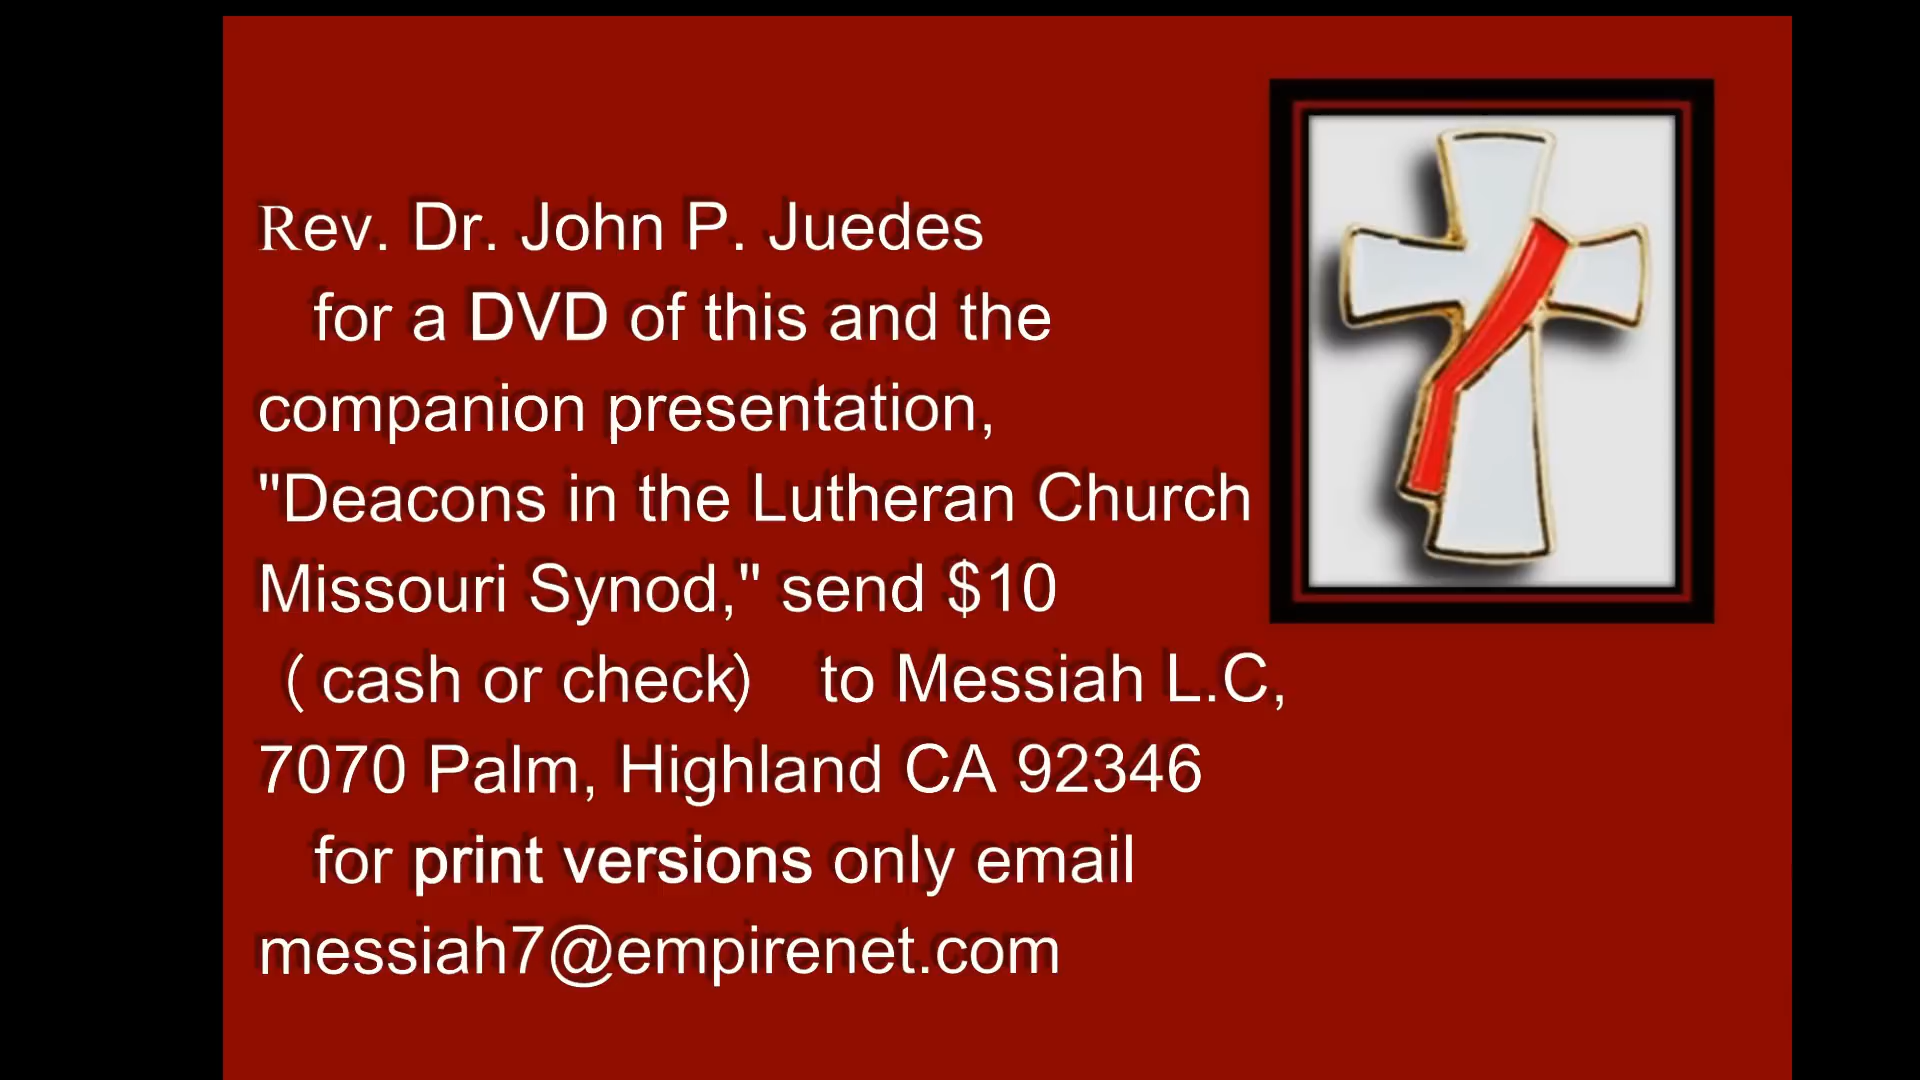 Rev. Dr. John P. Juedes
for a DVD of this and the
companion presentation,
"Deacons in the Lutheran Church
Missouri Synod," send $10
( cash or check) to Messiah L.C,
7070 Palm, Highland CA 92346
for print versions only email
messiah7@empirenet.com